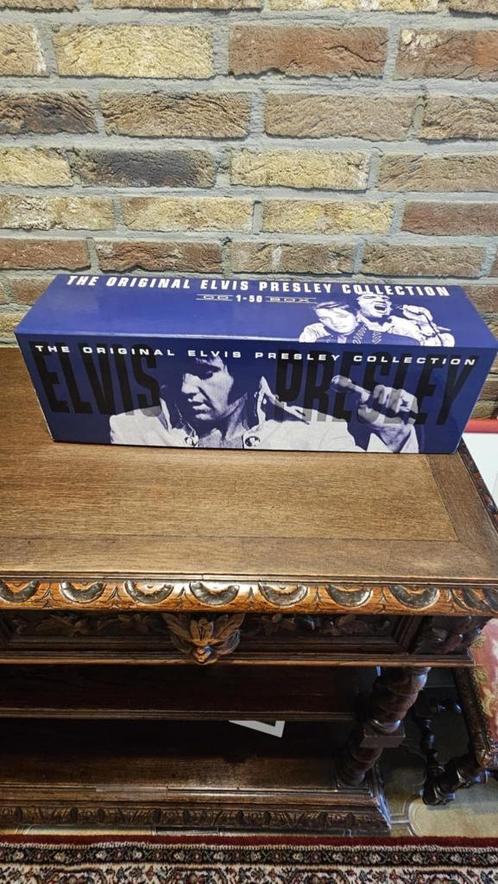 THE ORIGINAL ELVIS PRESLEY COLLECTION
CD 1-50 BOX
THE ORIGINAL ELVIS PRESLEY COLLECTION
ELVIS PRESLEY